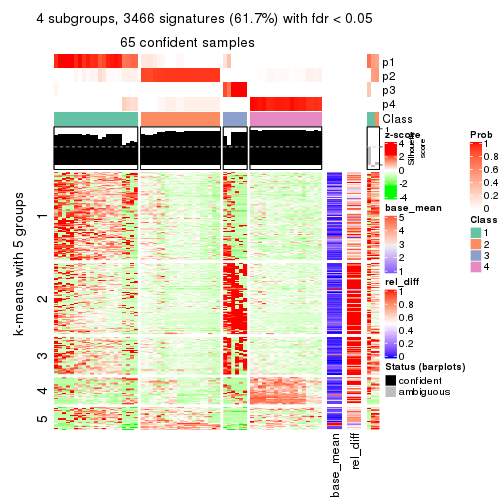 4 subgroups, 3466 signatures (61.7%) with fdr < 0.05
65 confident samples
p1
p2
p3
p4
Class
1
Silhouette
score
k-means with 5 groups
1
2
3
4
5
base_mean
rel_diff
z-score
4
2
0
-2
-4
base_mean
5
4
3
2
1
rel_diff
1
0.8
0.6
0.4
0.2
0
Status (barplots)
confident
ambiguous
Prob
1
0.8
0.6
0.4
0.2
0
Class
1
2
3
4